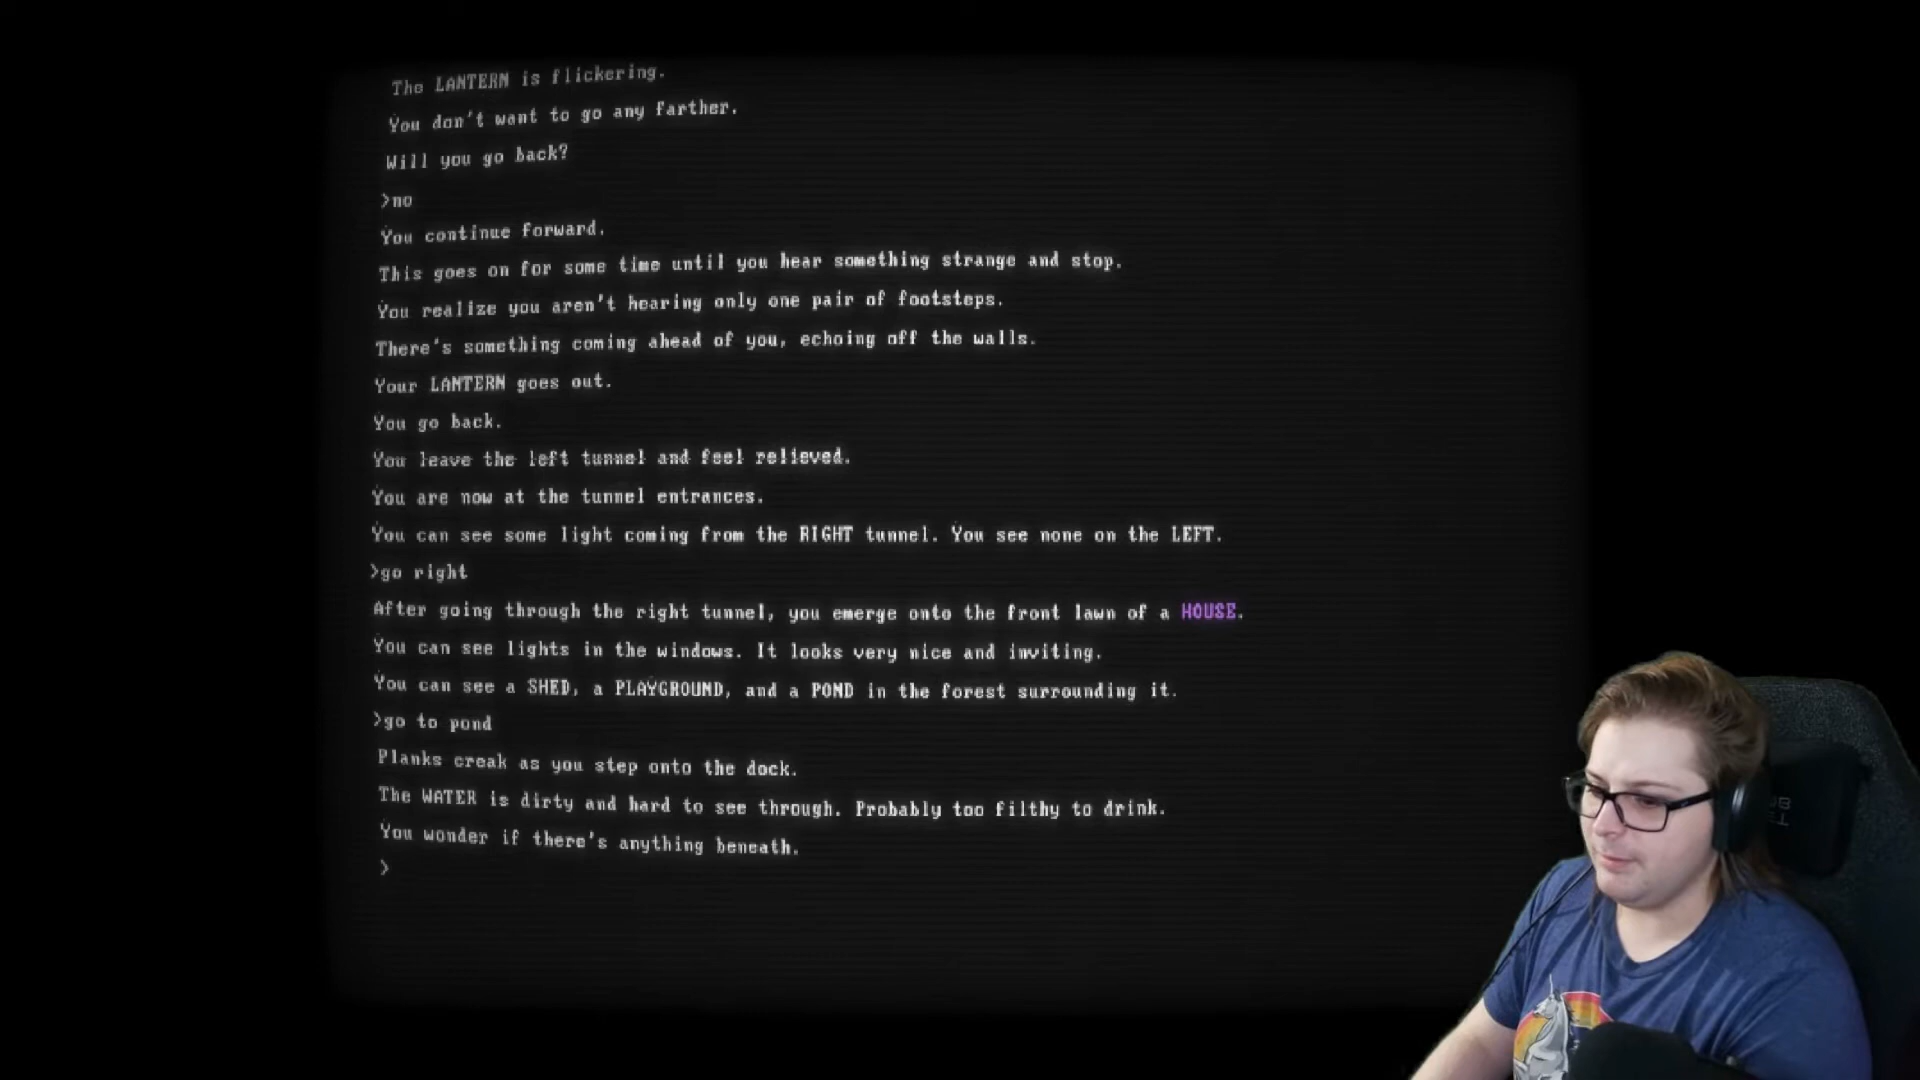 The LANTERN is flickering.
You don't want to go any farther.
Will you go back?
>no
You continue forward.
This goes on for some time until you hear something strange and stop.
You realize you aren't hearing only one pair of footsteps.
There's something coming ahead of you, echoing off the walls.
Your LANTERN goes out.
You go back.
You leave the left tunnel and feel relieved.
You are now at the tunnel entrances.
You can see some light coming from the RIGHT tunnel. You see none on the LEFT.
>go right
After going through the right tunnel, you emerge onto the front lawn of a HOUSE.
You can see lights in the windows. It looks very nice and inviting.
You can see a SHED, a PLAYGROUND, and a POND in the forest surrounding it.
>go to pond
Planks creak as you step onto the dock.
The WATER is dirty and hard to see through. Probably too filthy to drink.
You wonder if there's anything beneath.
>